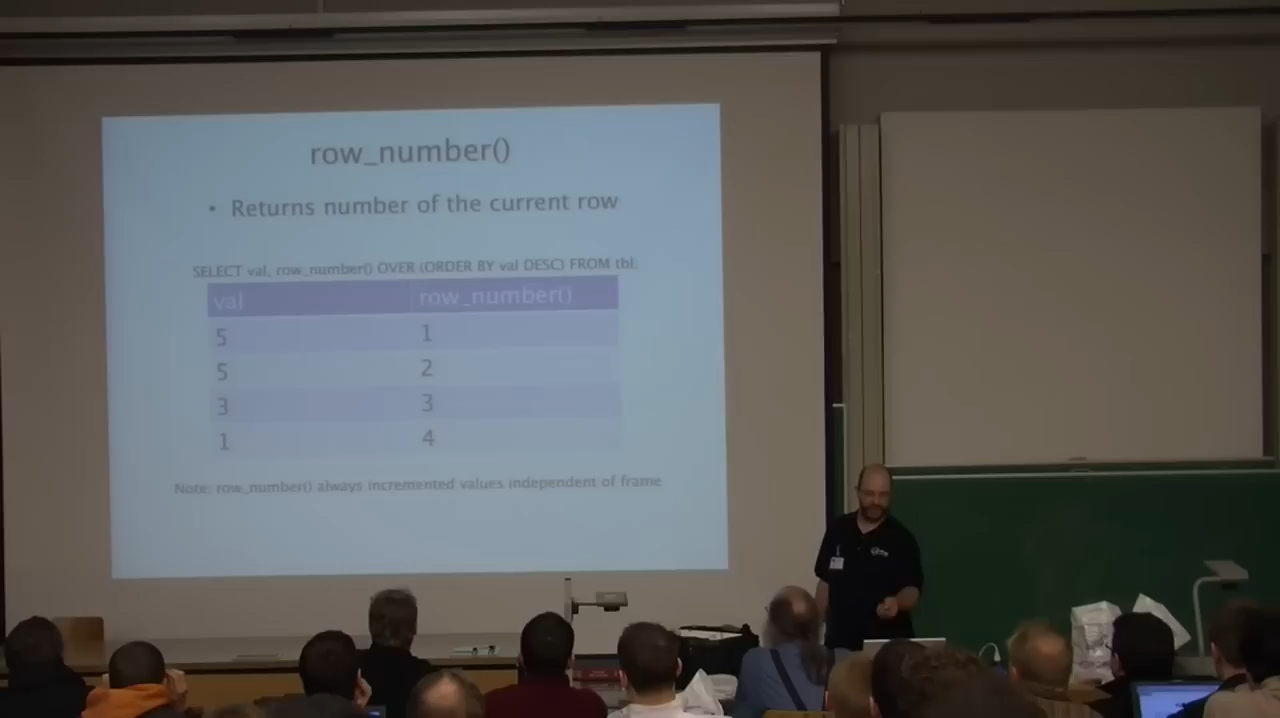 row_number()
• Returns number of the current row
SELECT val, row_number() OVER (ORDER BY val DESC) FROM tbl;
val row_number()
5 1
5 2
3 3
1 4
Note: row_number() always incremented values independent of frame